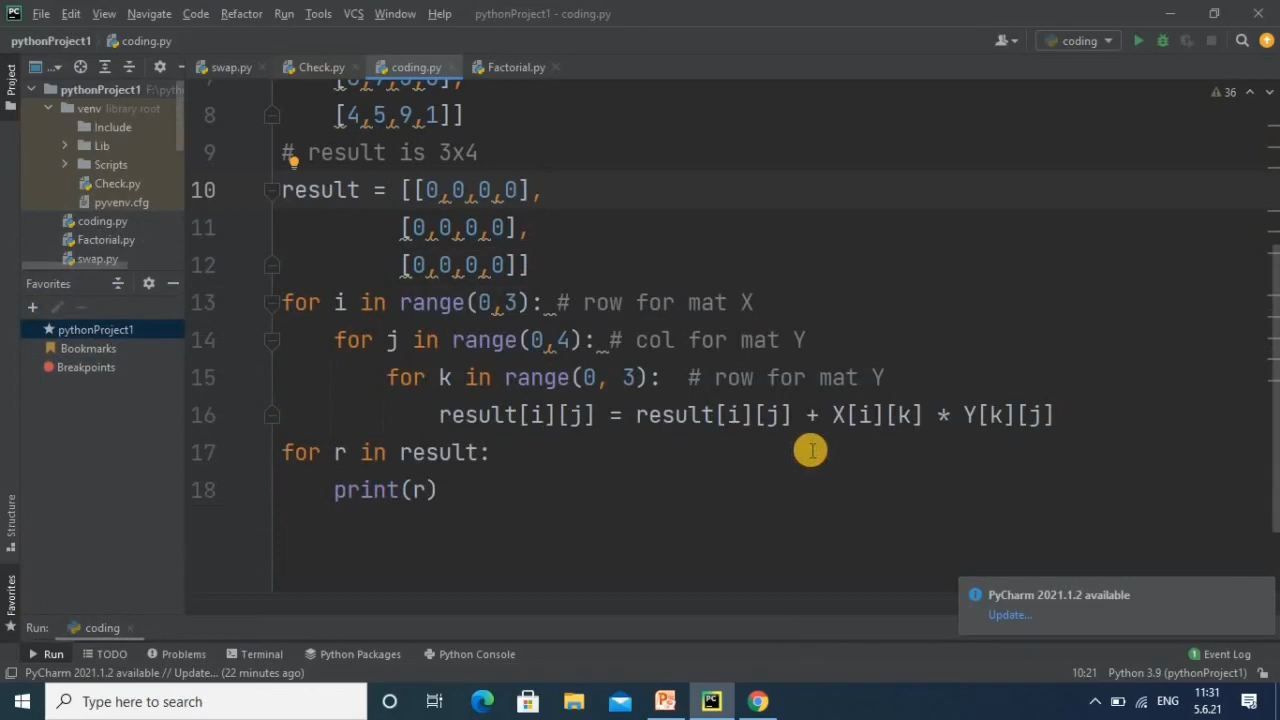 PC File Edit View Navigate Code Refactor Run Tools VCS Window Help pythonProject1 - coding.py
pythonProject1 coding.py coding
Project
... swap.py Check.py coding.py Factorial.py
pythonProject1 F:\pyth
venv library root
Include
Lib
Scripts
Check.py
pyvenv.cfg
coding.py
Factorial.py
swap.py
Favorites
pythonProject1
Bookmarks
Breakpoints
Structure
Favorites
36
8 [4,5,9,1]]
9 # result is 3x4
10 result = [[0,0,0,0],
11 [0,0,0,0],
12 [0,0,0,0]]
13 for i in range(0,3): # row for mat X
14 for j in range(0,4): # col for mat Y
15 for k in range(0, 3): # row for mat Y
16 result[i][j] = result[i][j] + X[i][k] * Y[k][j]
17 for r in result:
18 print(r)
PyCharm 2021.1.2 available
Update...
Run: coding
Run TODO Problems Terminal Python Packages Python Console 1 Event Log
PyCharm 2021.1.2 available // Update... (22 minutes ago) 10:21 Python 3.9 (pythonProject1)
Type here to search PC ENG 11:31
5.6.21